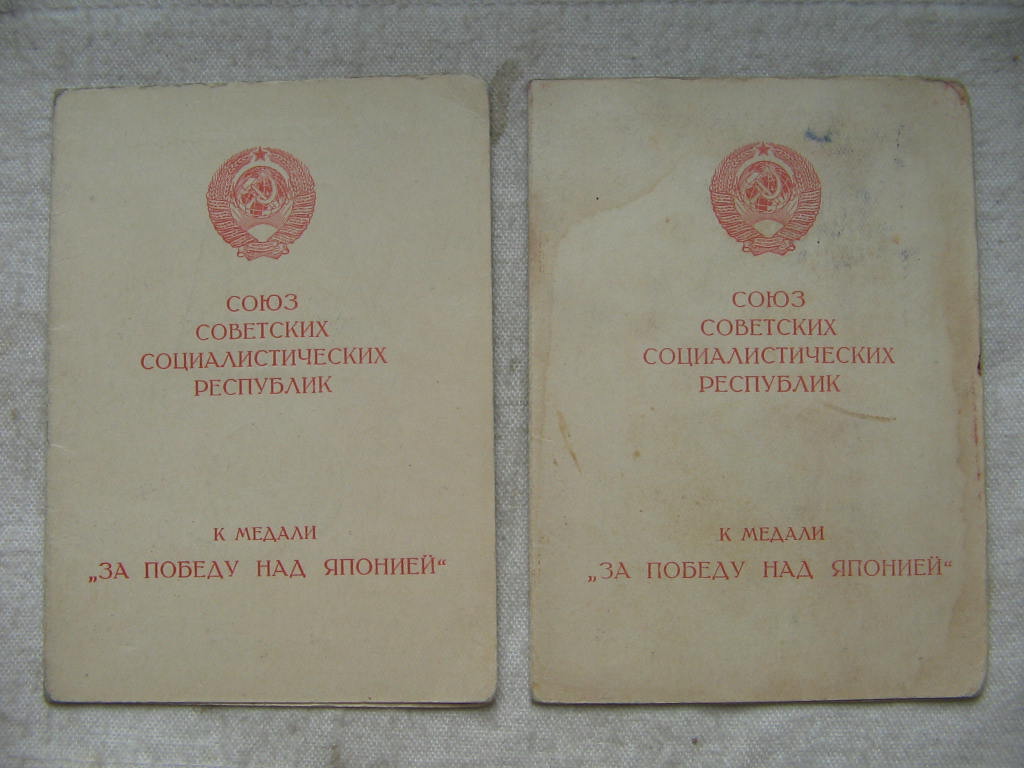 СОЮЗ
СОВЕТСКИХ
СОЦИАЛИСТИЧЕСКИХ
РЕСПУБЛИК
К МЕДАЛИ
„ЗА ПОБЕДУ НАД ЯПОНИЕЙ“
СОЮЗ
СОВЕТСКИХ
СОЦИАЛИСТИЧЕСКИХ
РЕСПУБЛИК
К МЕДАЛИ
„ЗА ПОБЕДУ НАД ЯПОНИЕЙ“